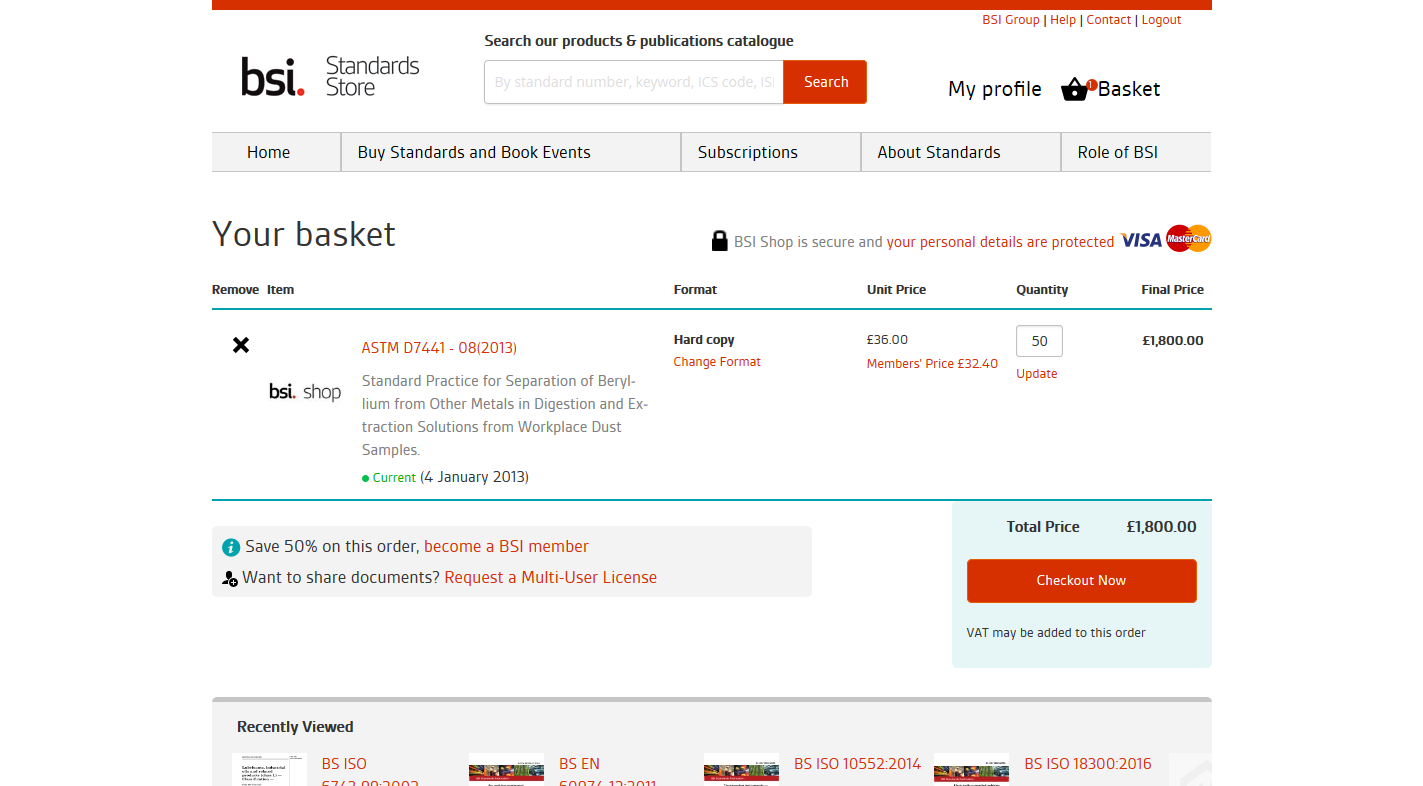 BSI Group | Help | Contact | Logout
Search our products & publications catalogue
bsi. Standards Store
By standard number, keyword, ICS code, ISI
Search
My profile
1
Basket
Home
Buy Standards and Book Events
Subscriptions
About Standards
Role of BSI
Your basket
BSI Shop is secure and your personal details are protected VISA MasterCard
Remove Item Format Unit Price Quantity Final Price
ASTM D7441 - 08(2013)
bsi. shop
Standard Practice for Separation of Beryl-
lium from Other Metals in Digestion and Ex-
traction Solutions from Workplace Dust
Samples.
Current (4 January 2013)
Hard copy
Change Format
£36.00
Members' Price £32.40
50
Update
£1,800.00
Save 50% on this order, become a BSI member
Want to share documents? Request a Multi-User License
Total Price £1,800.00
Checkout Now
VAT may be added to this order
Recently Viewed
BS ISO
BS EN
BS ISO 10552:2014
BS ISO 18300:2016